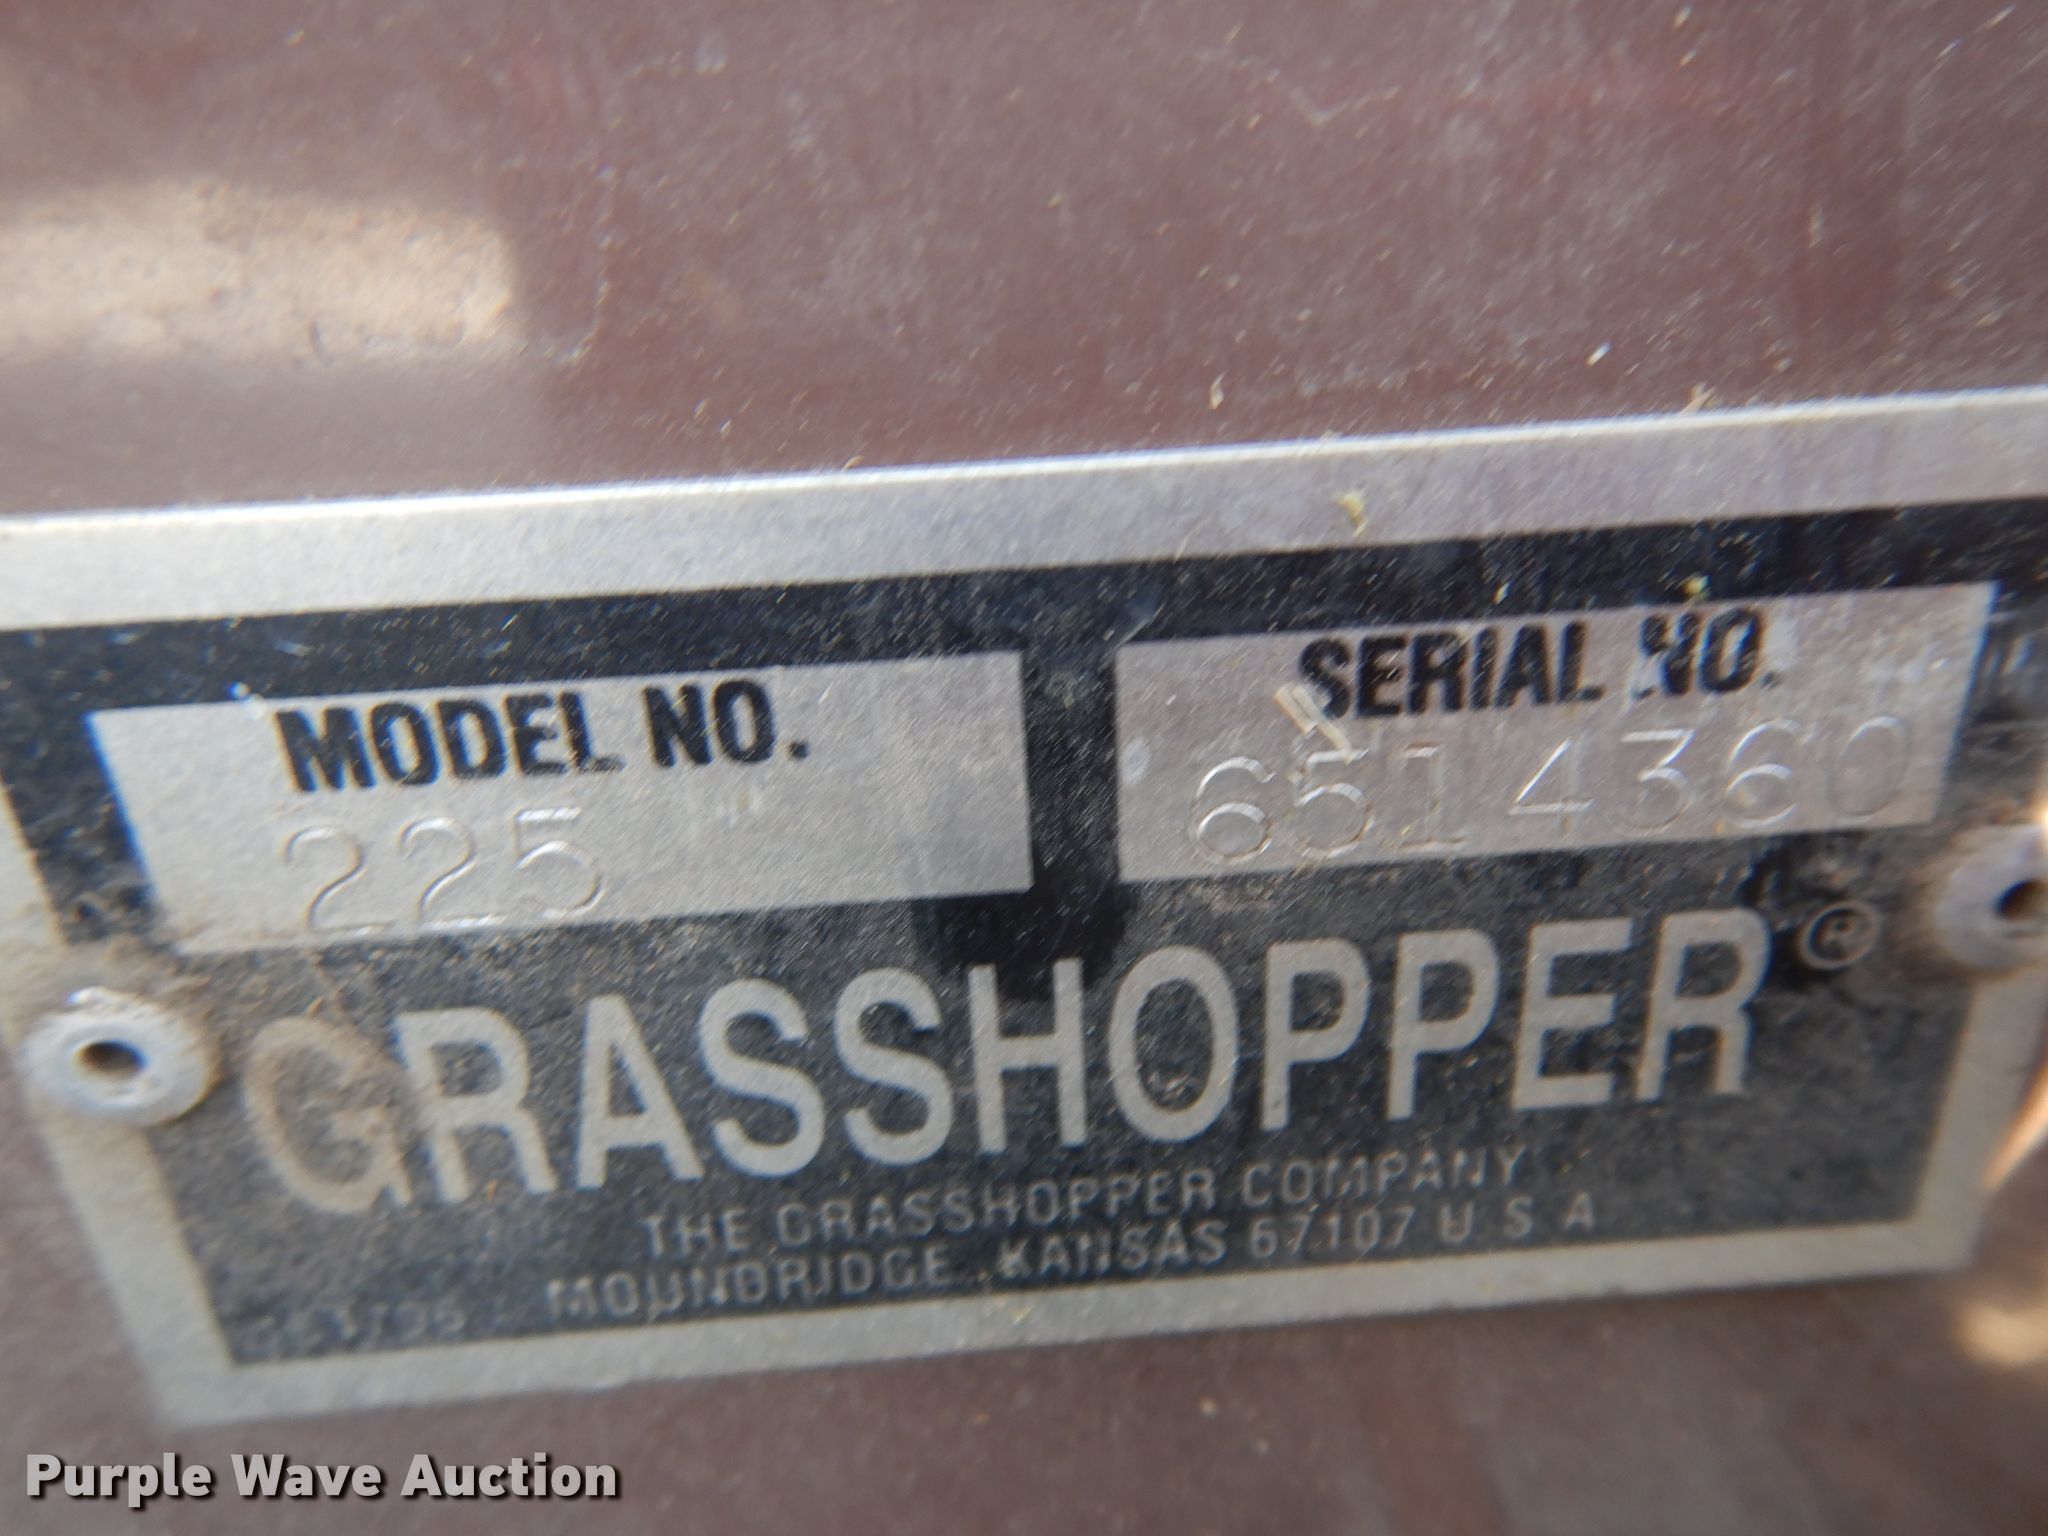 MODEL NO.
225
SERIAL NO.
6514360
GRASSHOPPER®
THE GRASSHOPPER COMPANY
MOUNDRIDGE, KANSAS 67107 U S A
Purple Wave Auction